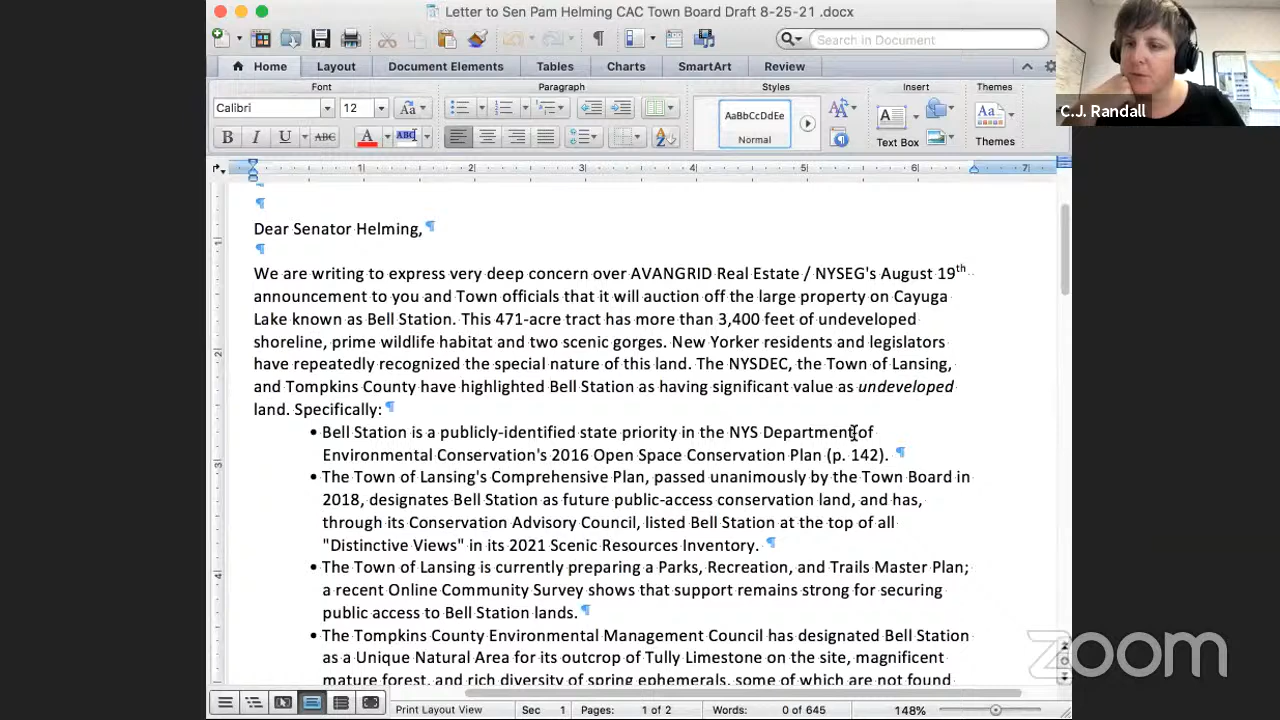 Letter to Sen Pam Helming CAC Town Board Draft 8-25-21 .docx
Search in Document
Home Layout Document Elements Tables Charts SmartArt Review
Font Paragraph Styles Insert Themes
Calibri 12 Aa AaBbCcDdEe A Aa
B I U ABC A ABC Normal Text Box Themes
C.J. Randall
1 2 3 4 5 6 7
Dear Senator Helming,
We are writing to express very deep concern over AVANGRID Real Estate / NYSEG's August 19th
announcement to you and Town officials that it will auction off the large property on Cayuga
Lake known as Bell Station. This 471-acre tract has more than 3,400 feet of undeveloped
shoreline, prime wildlife habitat and two scenic gorges. New Yorker residents and legislators
have repeatedly recognized the special nature of this land. The NYSDEC, the Town of Lansing,
and Tompkins County have highlighted Bell Station as having significant value as undeveloped
land. Specifically:
• Bell Station is a publicly-identified state priority in the NYS Department of
Environmental Conservation's 2016 Open Space Conservation Plan (p. 142).
• The Town of Lansing's Comprehensive Plan, passed unanimously by the Town Board in
2018, designates Bell Station as future public-access conservation land, and has,
through its Conservation Advisory Council, listed Bell Station at the top of all
"Distinctive Views" in its 2021 Scenic Resources Inventory.
• The Town of Lansing is currently preparing a Parks, Recreation, and Trails Master Plan;
a recent Online Community Survey shows that support remains strong for securing
public access to Bell Station lands.
• The Tompkins County Environmental Management Council has designated Bell Station
as a Unique Natural Area for its outcrop of Tully Limestone on the site, magnificent
mature forest, and rich diversity of spring ephemerals, some of which are not found
zoom
Print Layout View Sec 1 Pages: 1 of 2 Words: 0 of 645 148%